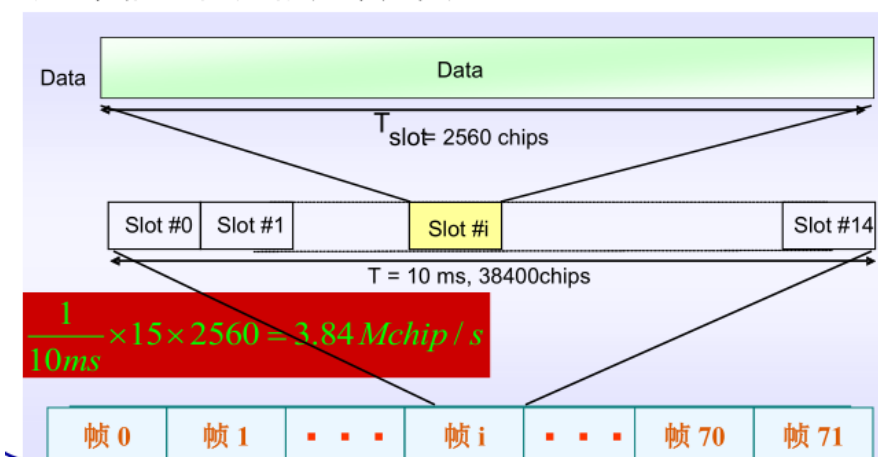 Data
Data
Tslot= 2560 chips
Slot #0 Slot #1 Slot #i Slot #14
T = 10 ms, 38400chips
1/10ms ×15×2560 = 3.84 Mchip / s
帧 0 帧 1 ▪ ▪ ▪ 帧 i ▪ ▪ ▪ 帧 70 帧 71